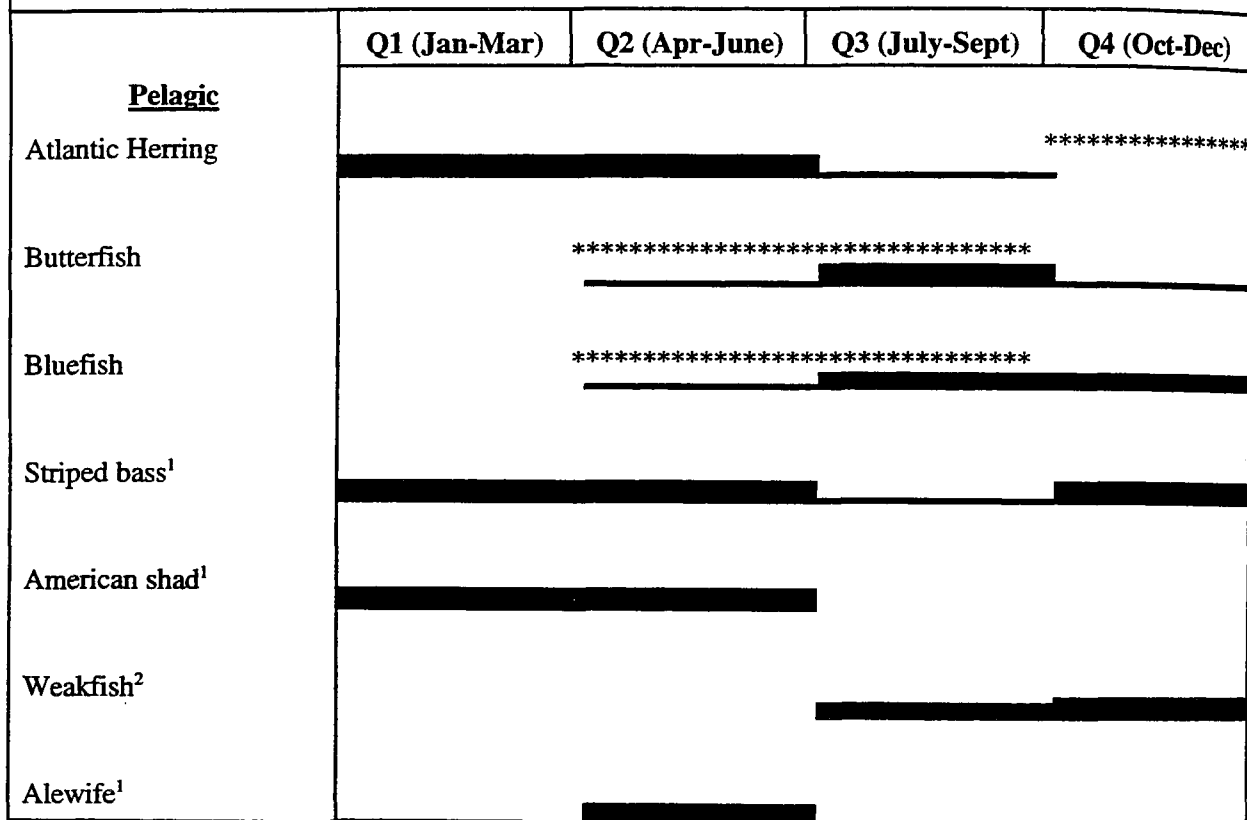 Q1 (Jan-Mar) Q2 (Apr-June) Q3 (July-Sept) Q4 (Oct-Dec)
Pelagic
Atlantic Herring ***************
Butterfish ********************************
Bluefish ********************************
Striped bass¹
American shad¹
Weakfish²
Alewife¹